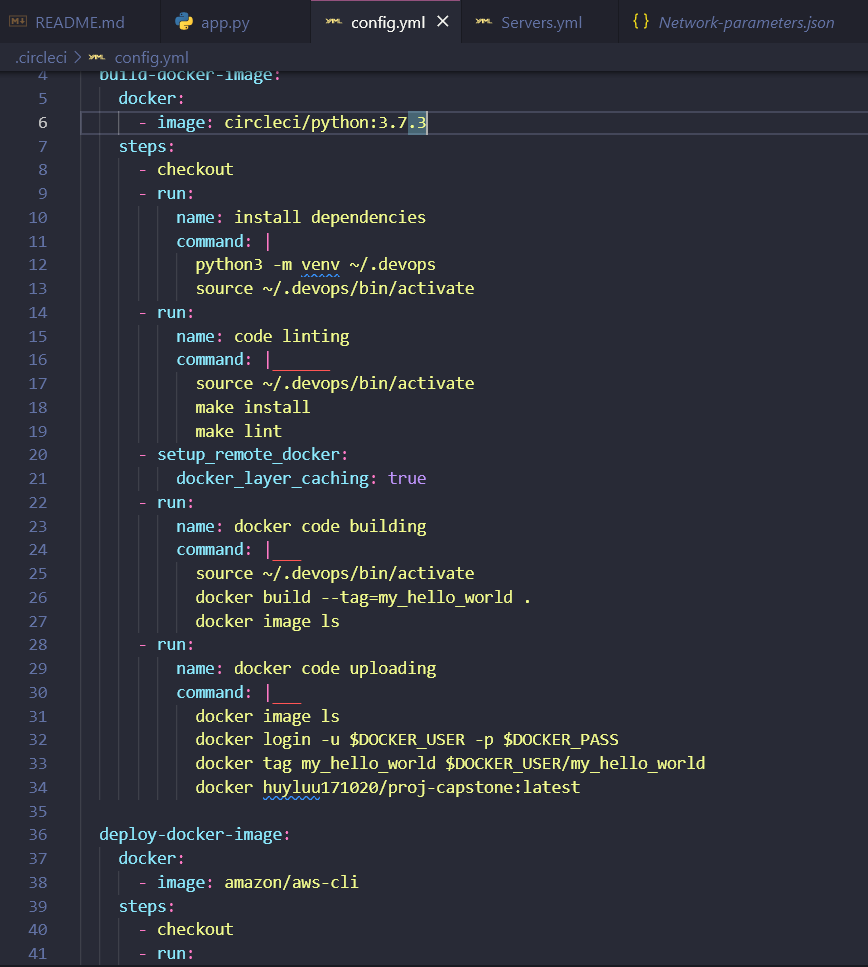 README.md app.py config.yml Servers.yml Network-parameters.json
.circleci > config.yml
4 build-docker-image:
5 docker:
6 - image: circleci/python:3.7.3
7 steps:
8 - checkout
9 - run:
10 name: install dependencies
11 command: |
12 python3 -m venv ~/.devops
13 source ~/.devops/bin/activate
14 - run:
15 name: code linting
16 command: |
17 source ~/.devops/bin/activate
18 make install
19 make lint
20 - setup_remote_docker:
21 docker_layer_caching: true
22 - run:
23 name: docker code building
24 command: |
25 source ~/.devops/bin/activate
26 docker build --tag=my_hello_world .
27 docker image ls
28 - run:
29 name: docker code uploading
30 command: |
31 docker image ls
32 docker login -u $DOCKER_USER -p $DOCKER_PASS
33 docker tag my_hello_world $DOCKER_USER/my_hello_world
34 docker huyluu171020/proj-capstone:latest
35
36 deploy-docker-image:
37 docker:
38 - image: amazon/aws-cli
39 steps:
40 - checkout
41 - run: